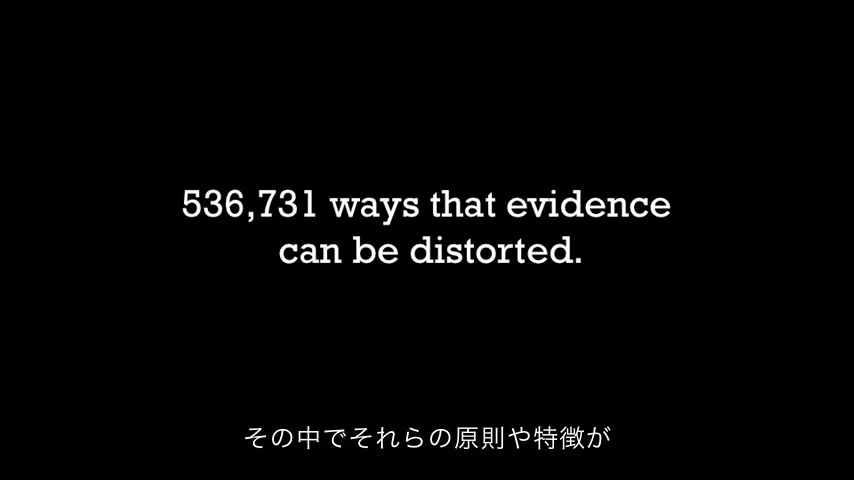 536,731 ways that evidence
can be distorted.
その中でそれらの原則や特徴が